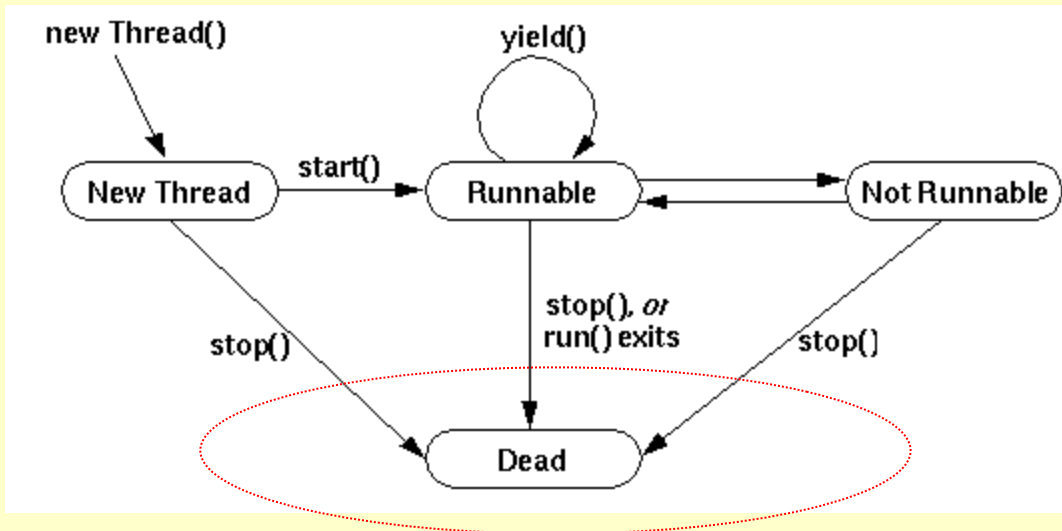 new Thread()
yield()
New Thread
start()
Runnable
Not Runnable
stop()
stop(), or
run() exits
stop()
Dead